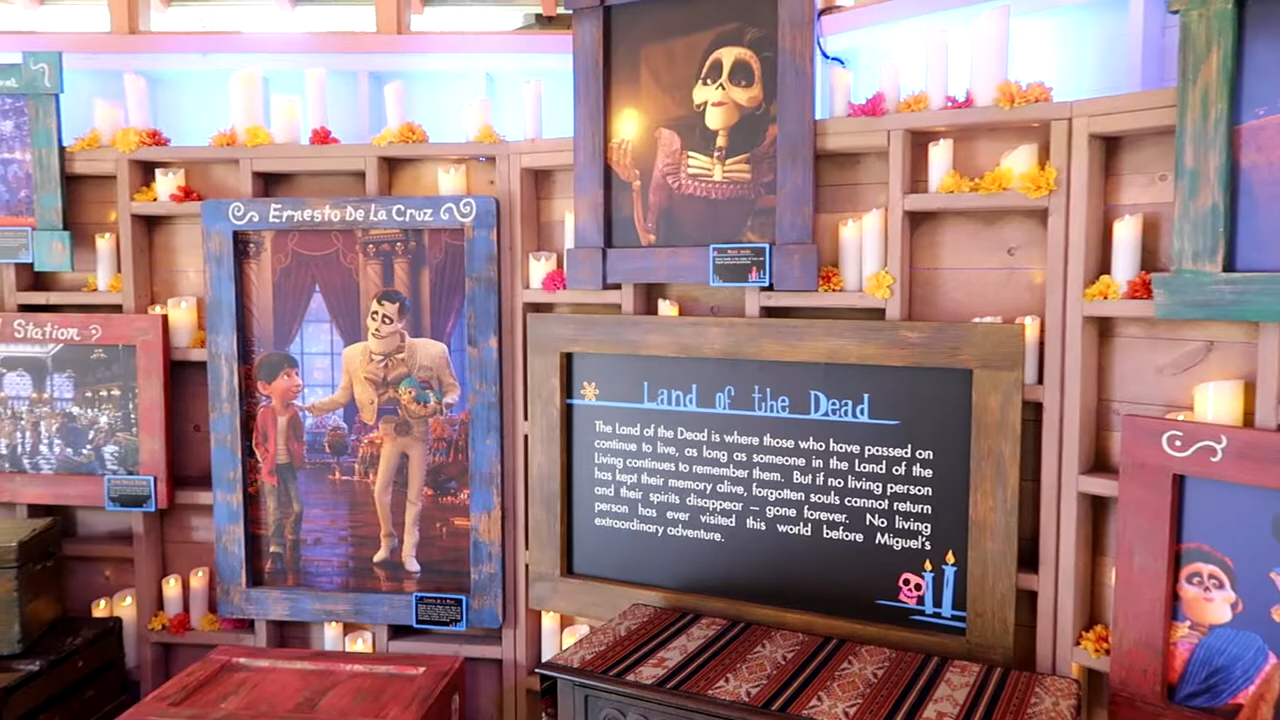 Ernesto De La Cruz
Station
Land of the Dead
The Land of the Dead is where those who have passed on
continue to live, as long as someone in the Land of the
Living continues to remember them. But if no living person
has kept their memory alive, forgotten souls cannot return
and their spirits disappear – gone forever. No living
person has ever visited this world before Miguel's
extraordinary adventure.